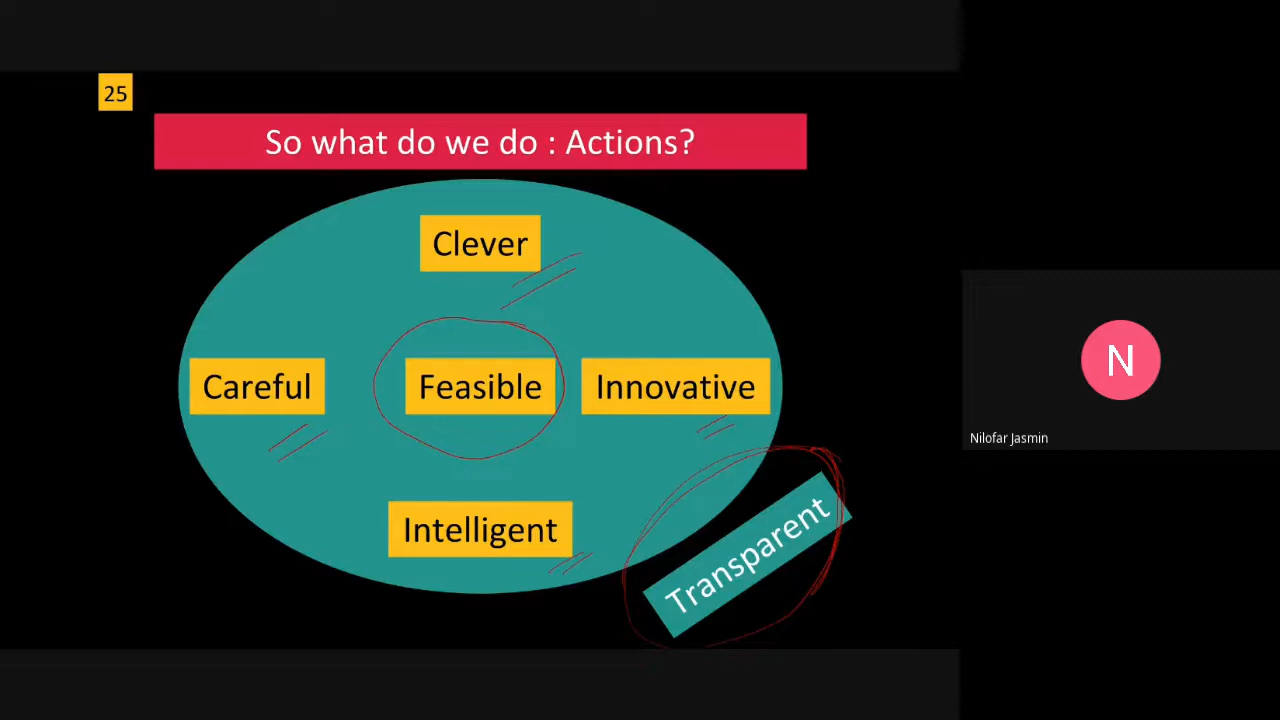 25
So what do we do : Actions?
Clever
Careful
Feasible
Innovative
Intelligent
Transparent
N
Nilofar Jasmin